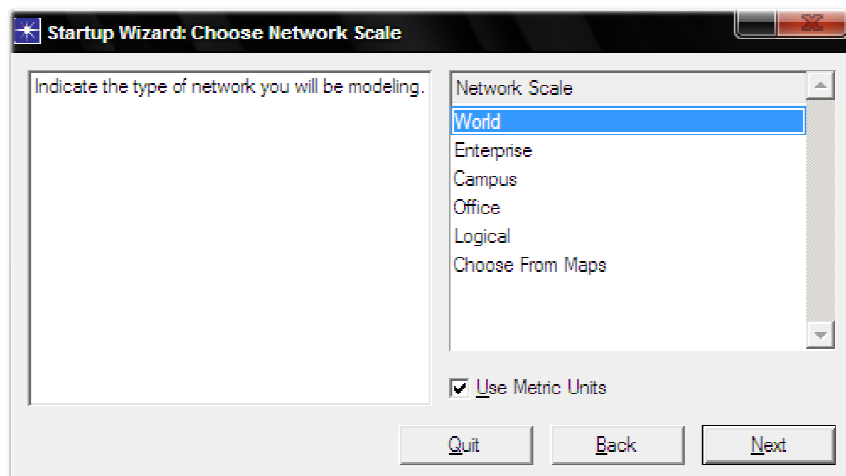 Startup Wizard: Choose Network Scale
Indicate the type of network you will be modeling.
Network Scale
World
Enterprise
Campus
Office
Logical
Choose From Maps
Use Metric Units
Quit
Back
Next